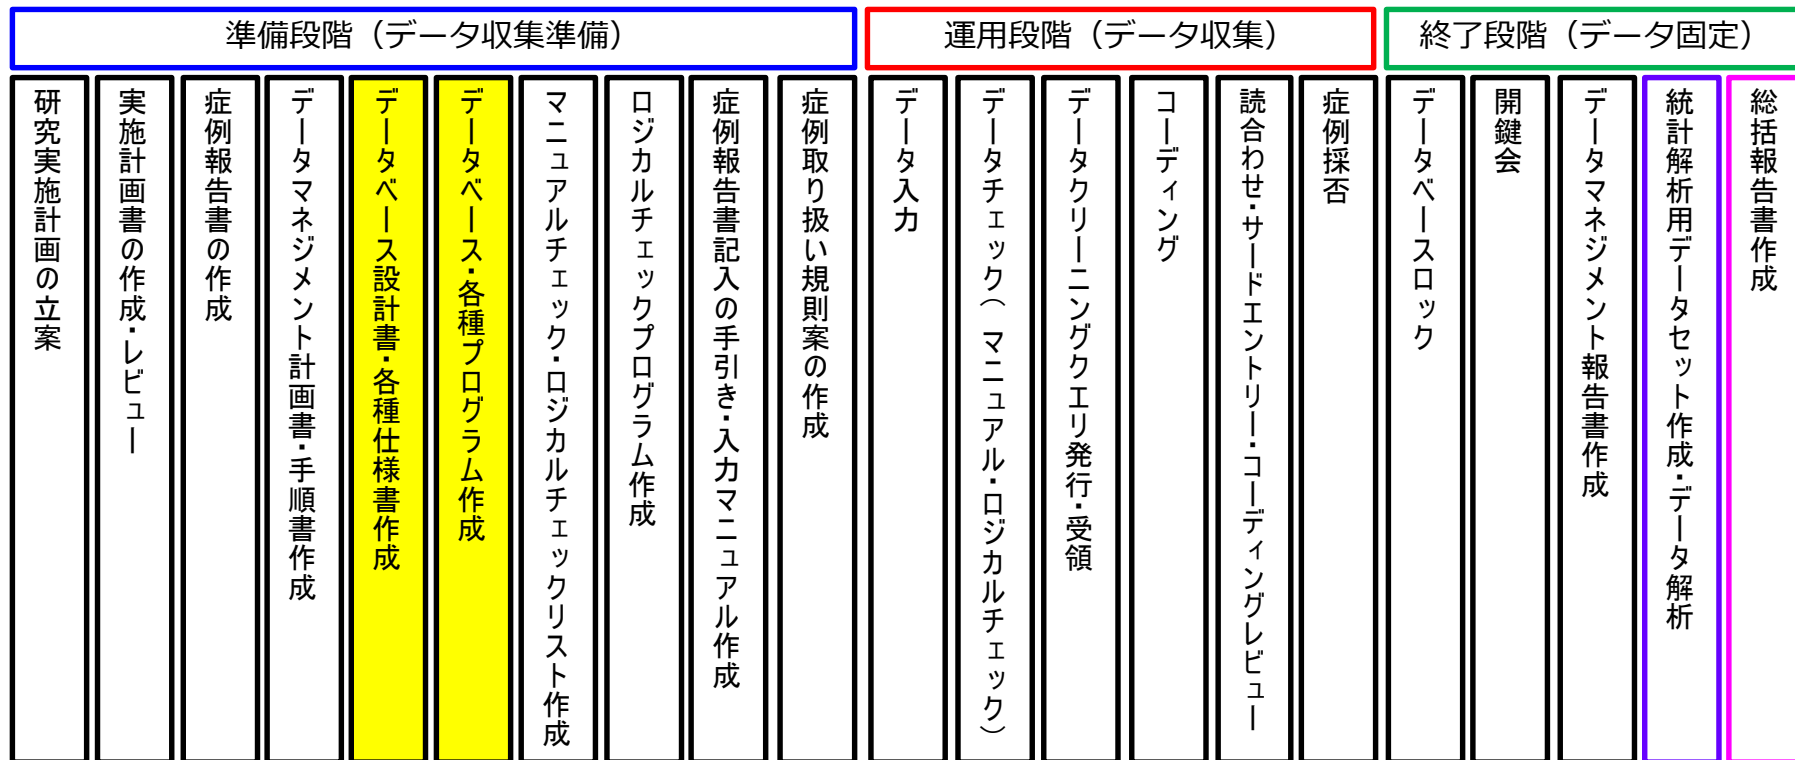 準備段階（データ収集準備）
運用段階（データ収集）
終了段階（データ固定）
研究実施計画の立案
実施計画書の作成・レビュー
症例報告書の作成
データマネジメント計画書・手順書作成
データベース設計書・各種仕様書作成
データベース・各種プログラム作成
マニュアルチェック・ロジカルチェックリスト作成
ロジカルチェックプログラム作成
症例報告書記入の手引き・入力マニュアル作成
症例取り扱い規則案の作成
データ入力
データチェック（マニュアル・ロジカルチェック）
データクリーニングクエリ発行・受領
コーディング
読合わせ・サードエントリー・コーディングレビュー
症例採否
データベースロック
開鍵会
データマネジメント報告書作成
統計解析用データセット作成・データ解析
総括報告書作成